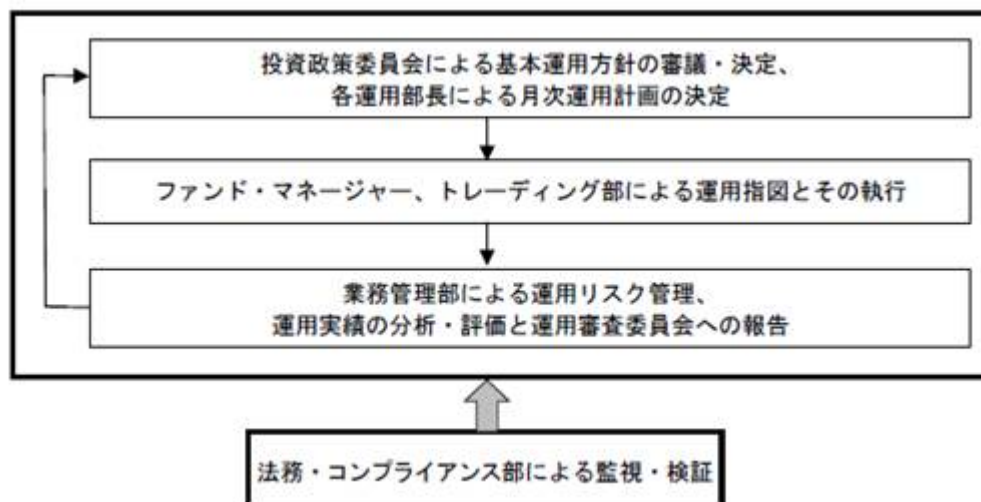 投資政策委員会による基本運用方針の審議・決定、
各運用部長による月次運用計画の決定
ファンド・マネージャー、トレーディング部による運用指図とその執行
業務管理部による運用リスク管理、
運用実績の分析・評価と運用審査委員会への報告
法務・コンプライアンス部による監視・検証